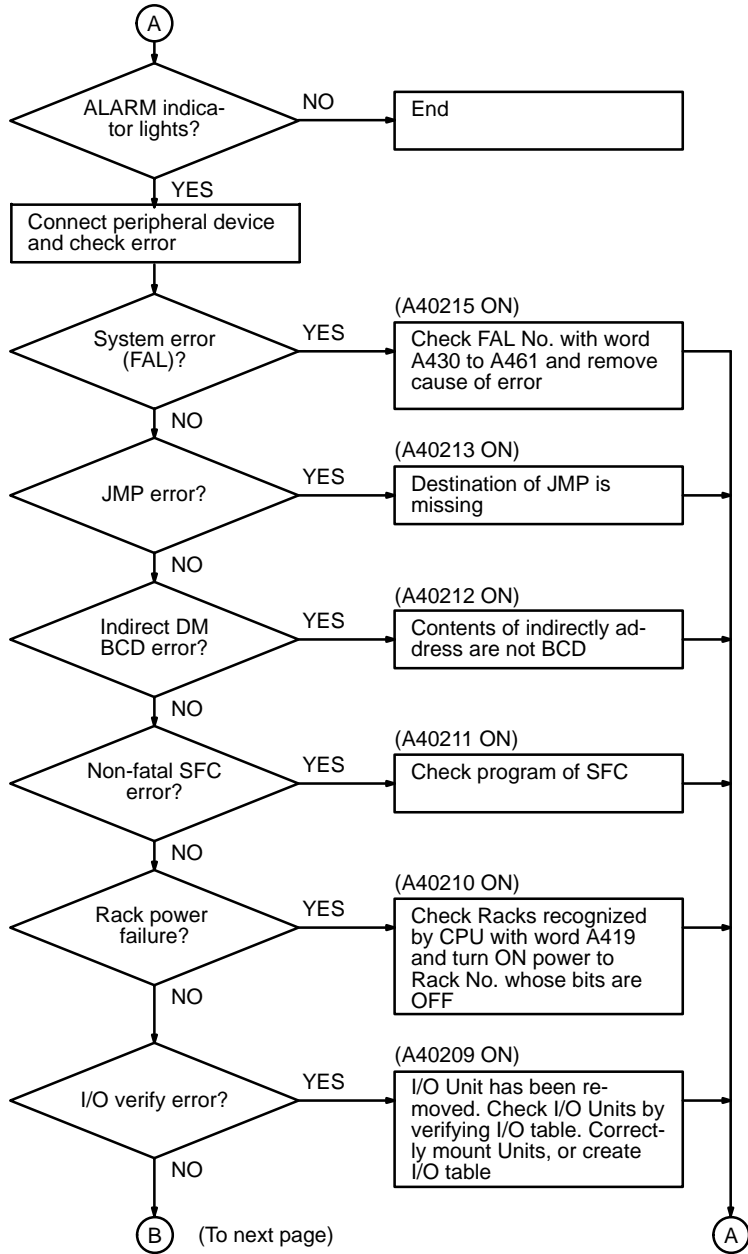 A
ALARM indica-
tor lights?
NO
End
YES
Connect peripheral device
and check error
(A40215 ON)
System error
(FAL)?
YES
Check FAL No. with word
A430 to A461 and remove
cause of error
NO
(A40213 ON)
JMP error?
YES
Destination of JMP is
missing
NO
(A40212 ON)
Indirect DM
BCD error?
YES
Contents of indirectly ad-
dress are not BCD
NO
(A40211 ON)
Non-fatal SFC
error?
YES
Check program of SFC
NO
(A40210 ON)
Rack power
failure?
YES
Check Racks recognized
by CPU with word A419
and turn ON power to
Rack No. whose bits are
OFF
NO
(A40209 ON)
I/O verify error?
YES
I/O Unit has been re-
moved. Check I/O Units by
verifying I/O table. Correct-
ly mount Units, or create
I/O table
NO
B
(To next page)
A